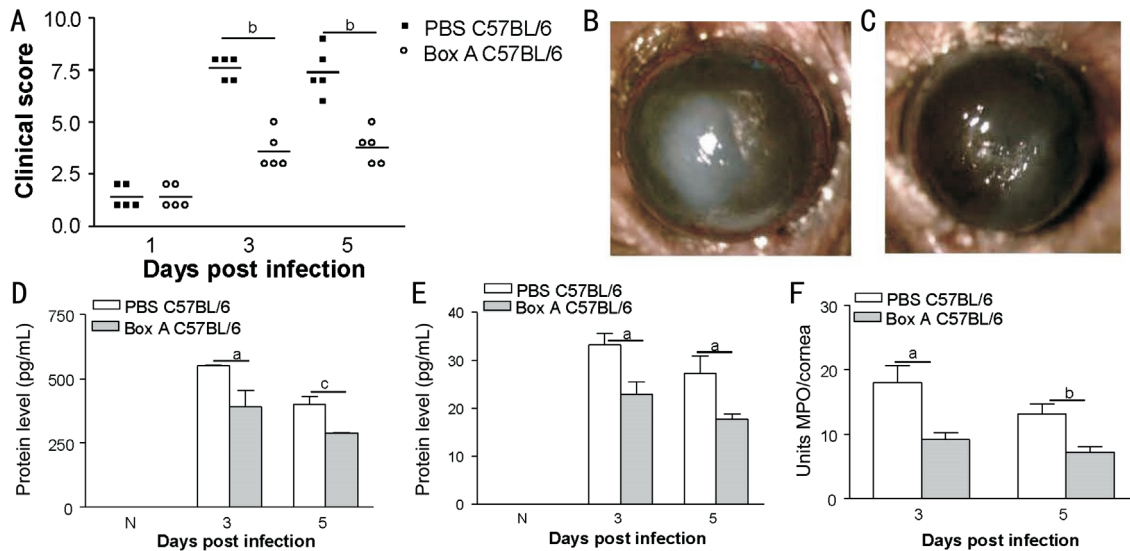 A
Clinical score
10.0
7.5
5.0
2.5
0.0
b
b
PBS C57BL/6
Box A C57BL/6
1
3
5
Days post infection
B
C
D
PBS C57BL/6
Box A C57BL/6
Protein level (pg/mL)
750
500
250
0
a
c
N
3
5
Days post infection
E
PBS C57BL/6
Box A C57BL/6
Protein level (pg/mL)
40
30
20
10
0
a
a
N
3
5
Days post infection
F
PBS C57BL/6
Box A C57BL/6
Units MPO/cornea
30
20
10
0
a
b
3
5
Days post infection